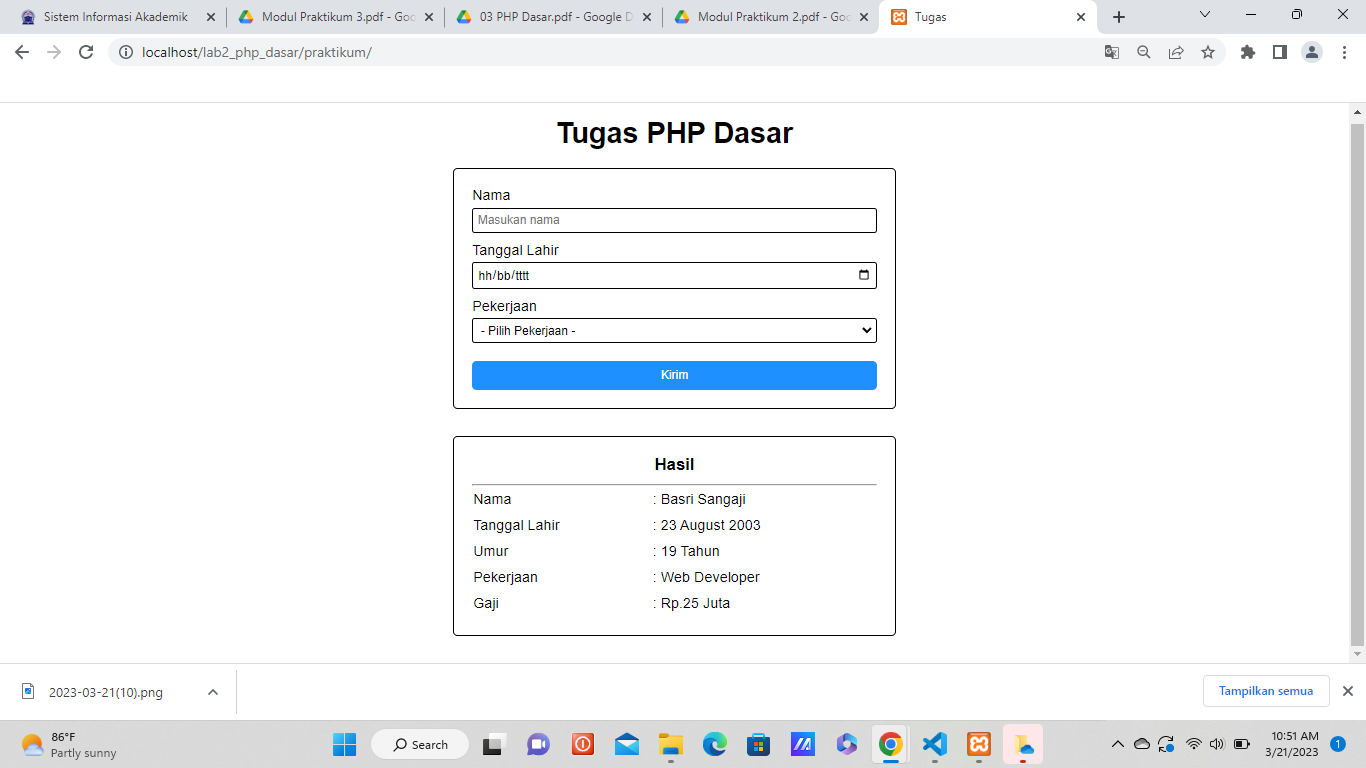 Sistem Informasi Akademik
Modul Praktikum 3.pdf - Goo
03 PHP Dasar.pdf - Google D
Modul Praktikum 2.pdf - Goo
Tugas
localhost/lab2_php_dasar/praktikum/
Tugas PHP Dasar
Nama
Masukan nama
Tanggal Lahir
hh/bb/tttt
Pekerjaan
- Pilih Pekerjaan -
Kirim
Hasil
Nama : Basri Sangaji
Tanggal Lahir : 23 August 2003
Umur : 19 Tahun
Pekerjaan : Web Developer
Gaji : Rp.25 Juta
2023-03-21(10).png
Tampilkan semua
86°F
Partly sunny
Search
10:51 AM
3/21/2023
1